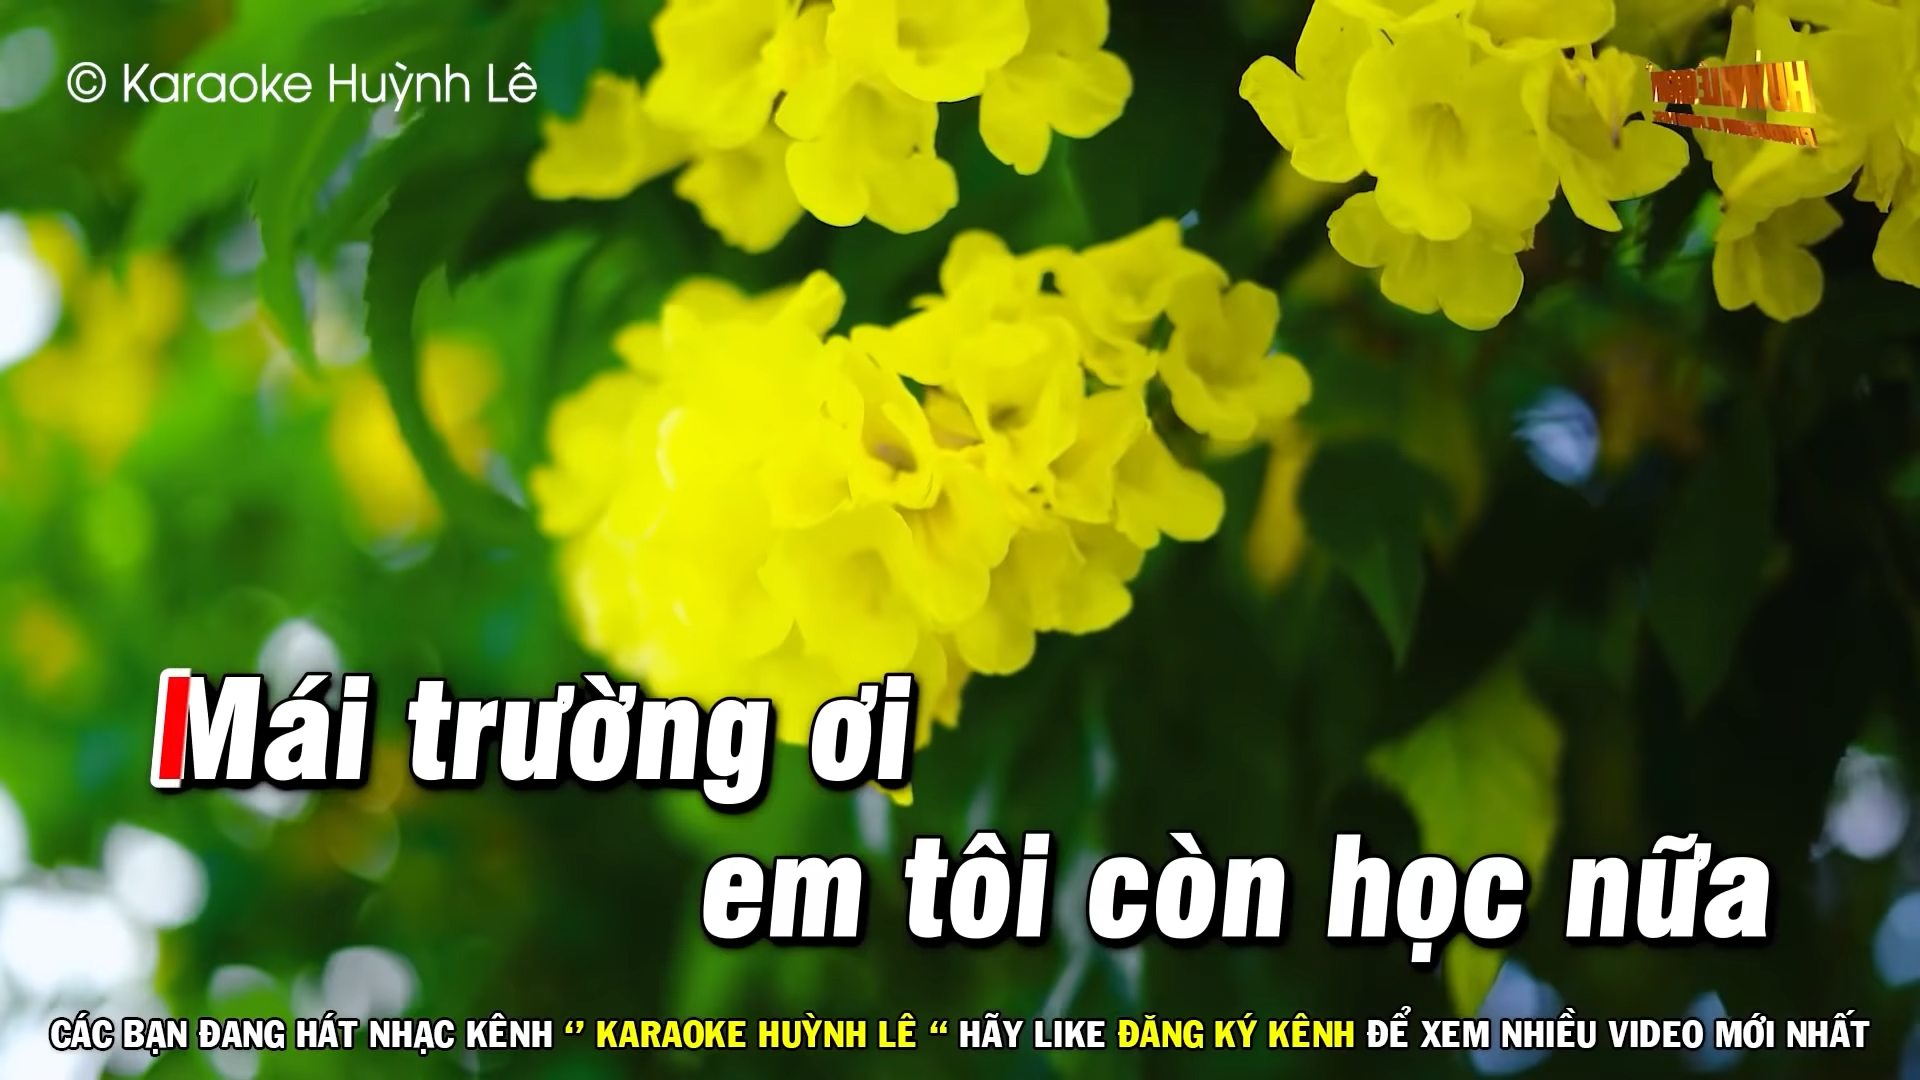 © Karaoke Huỳnh Lê
Mái trường ơi
em tôi còn học nữa
CÁC BẠN ĐANG HÁT NHẠC KÊNH ‘’ KARAOKE HUỲNH LÊ “ HÃY LIKE ĐĂNG KÝ KÊNH ĐỂ XEM NHIỀU VIDEO MỚI NHẤT